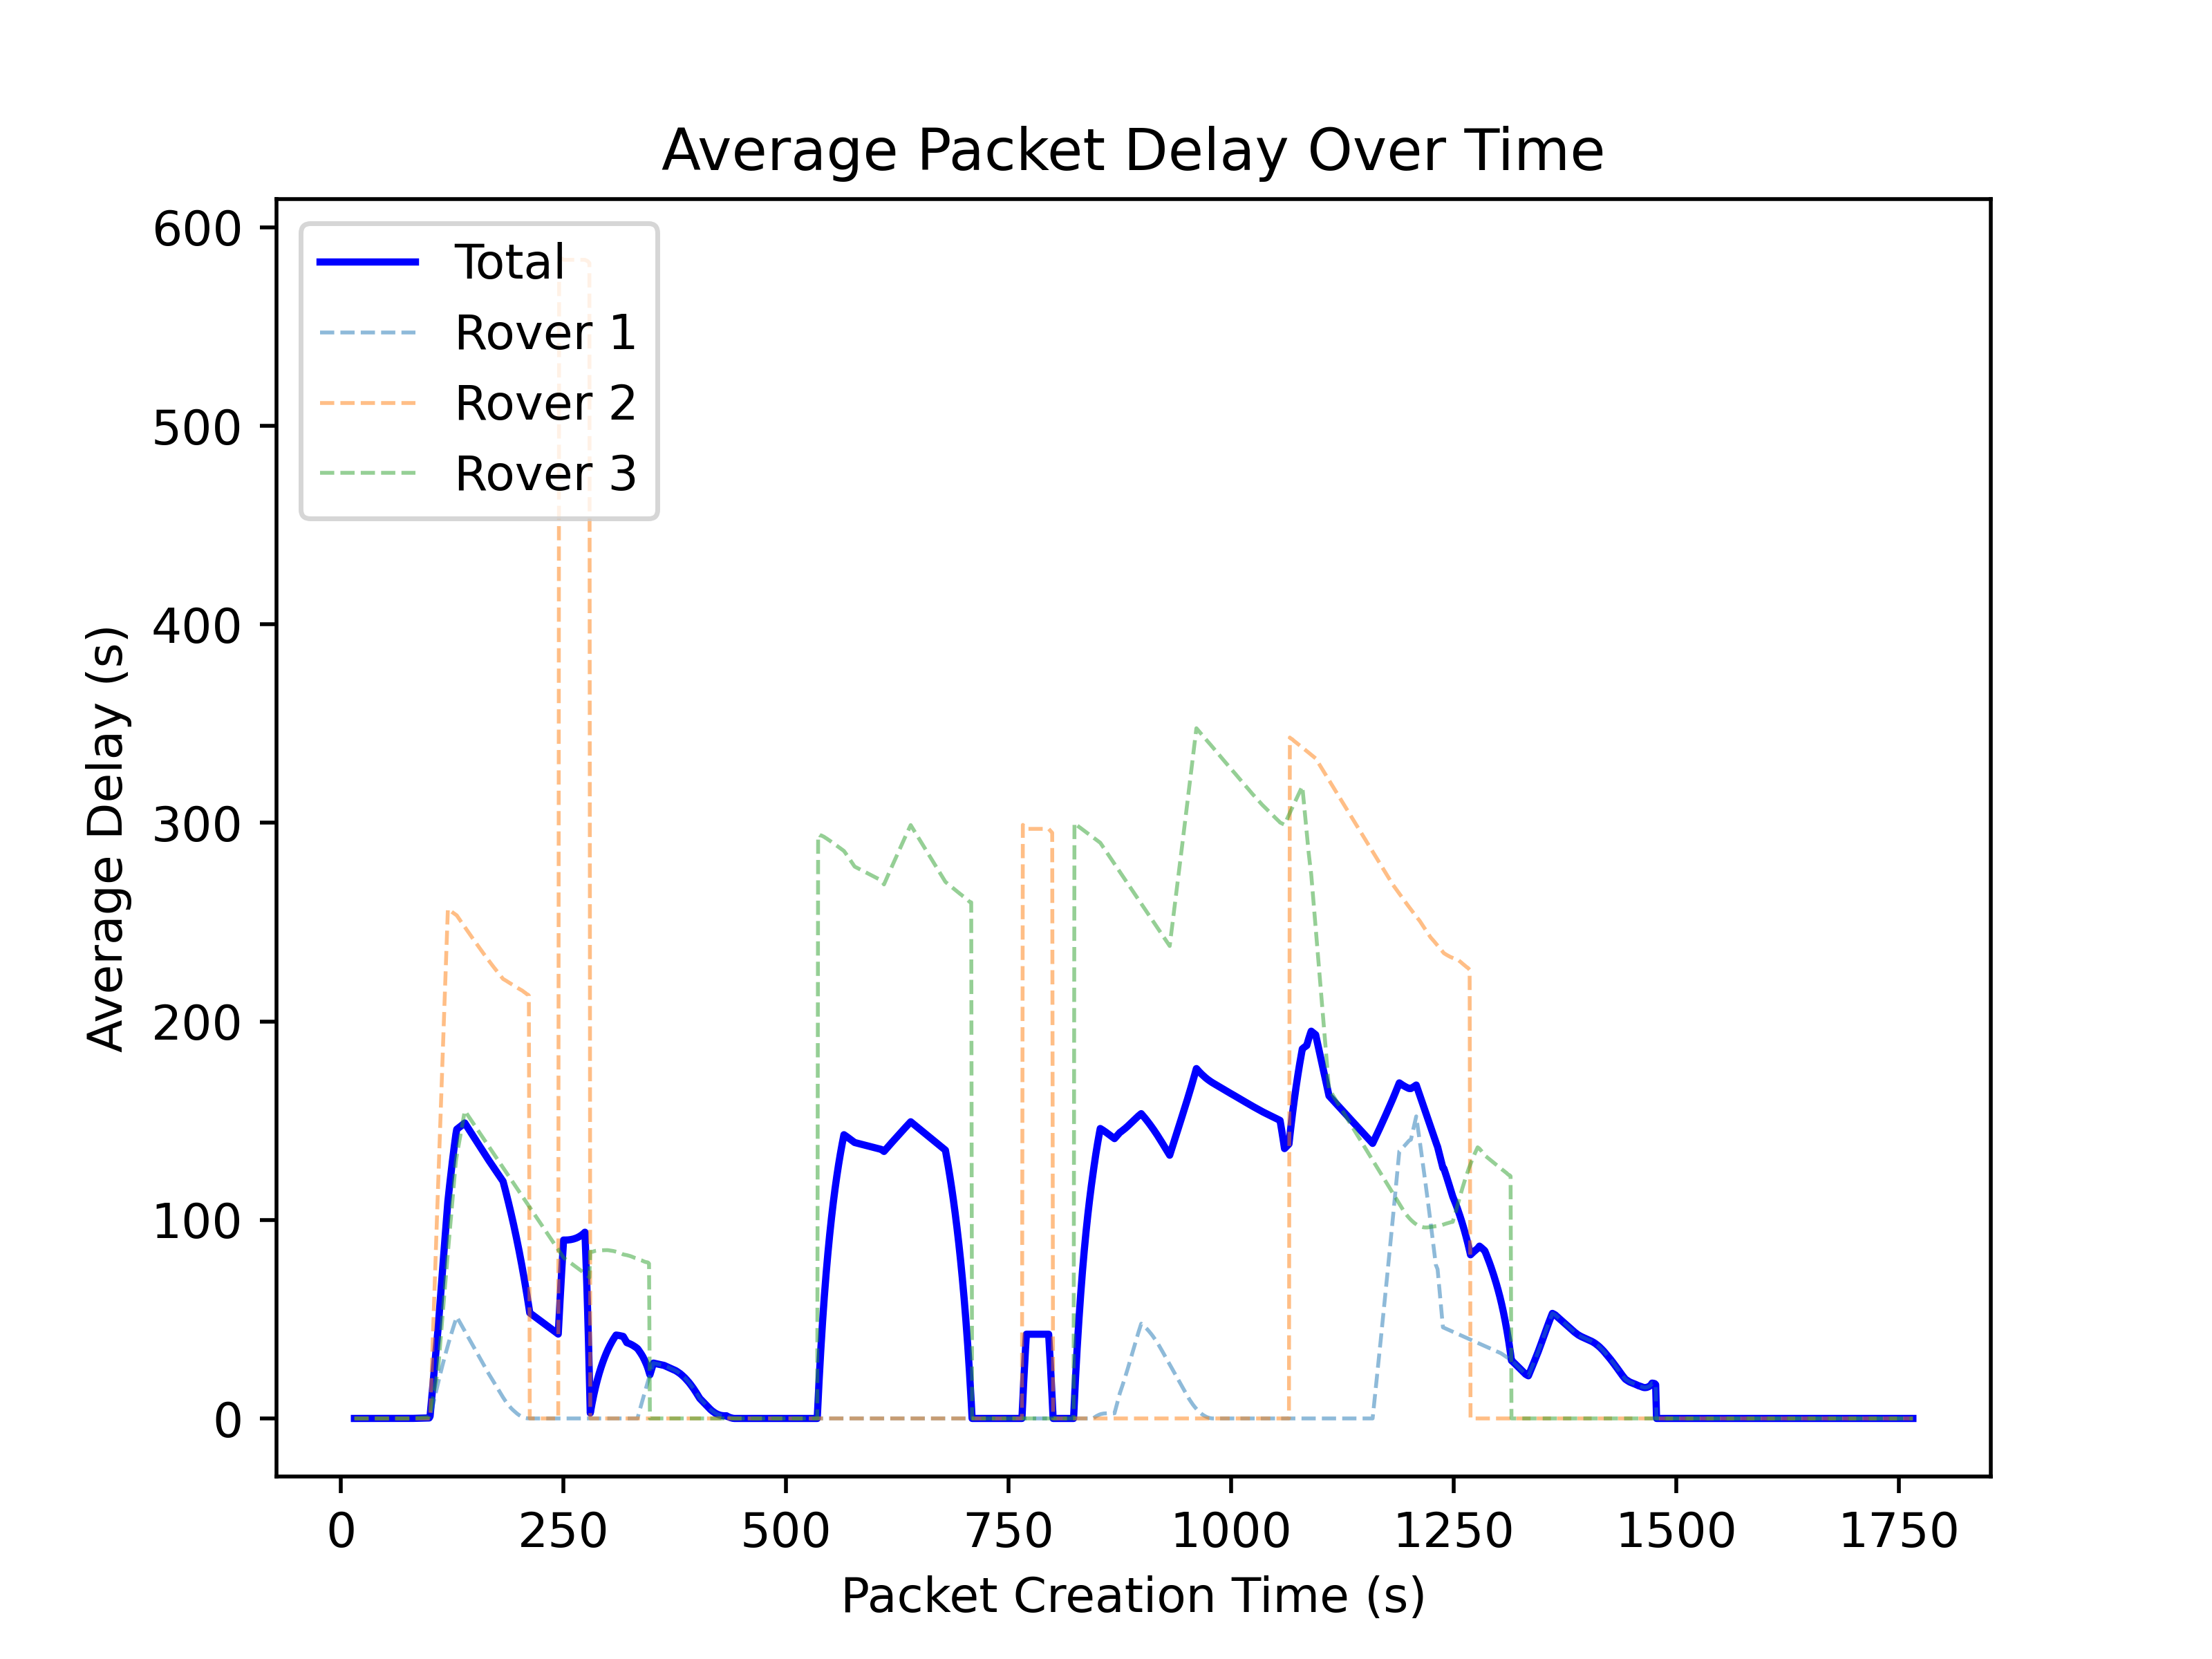 Average Packet Delay Over Time
Total
Rover 1
Rover 2
Rover 3
600
500
400
300
200
100
0
Average Delay (s)
0 250 500 750 1000 1250 1500 1750
Packet Creation Time (s)